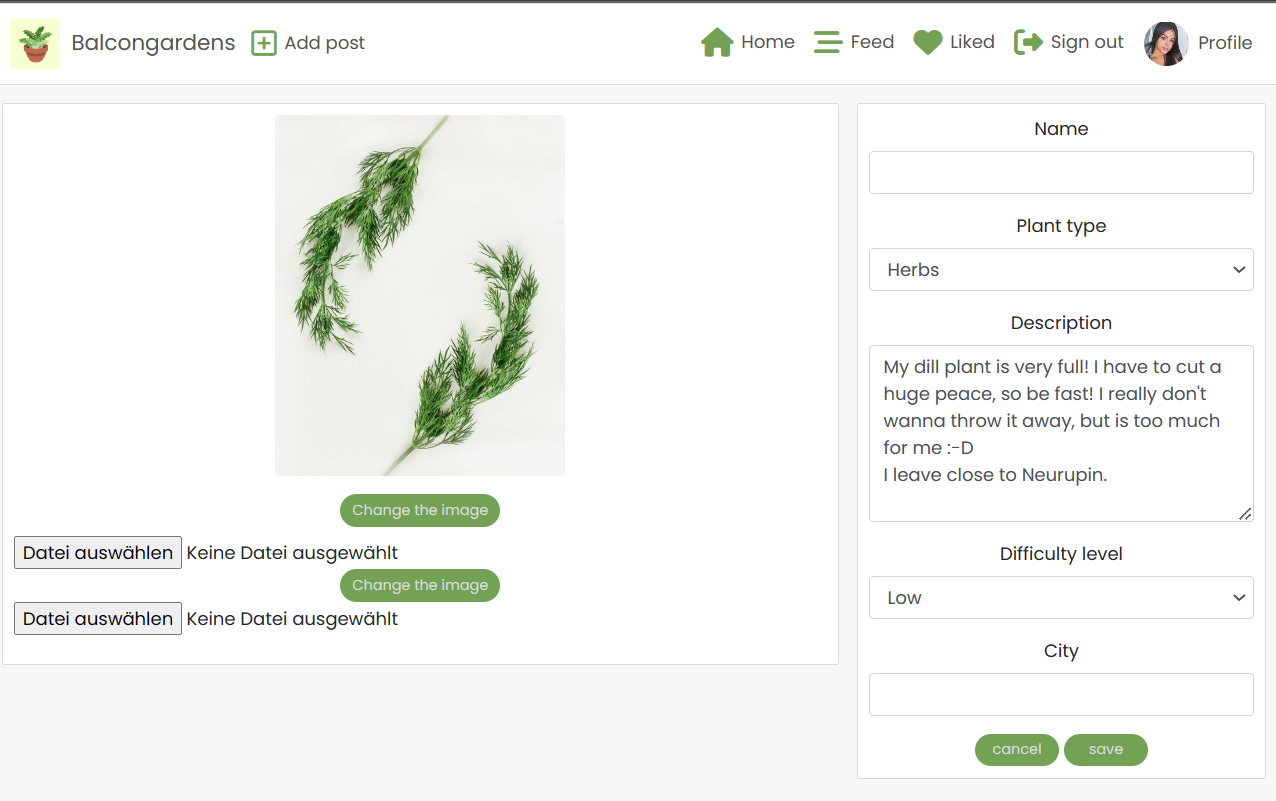 Balcongardens
Add post
Home
Feed
Liked
Sign out
Profile
Change the image
Datei auswählen Keine Datei ausgewählt
Change the image
Datei auswählen Keine Datei ausgewählt
Name
Plant type
Herbs
Description
My dill plant is very full! I have to cut a
huge peace, so be fast! I really don't
wanna throw it away, but is too much
for me :-D
I leave close to Neurupin.
Difficulty level
Low
City
cancel
save